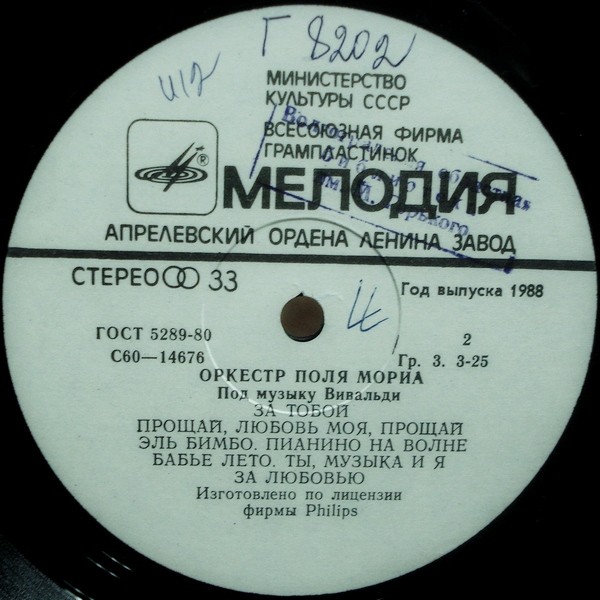 Г 8202
МИНИСТЕРСТВО
КУЛЬТУРЫ СССР
ВСЕСОЮЗНАЯ ФИРМА
ГРАМПЛАСТИНОК
®
МЕЛОДИЯ
АПРЕЛЕВСКИЙ ОРДЕНА ЛЕНИНА ЗАВОД
СТЕРЕО 33
Год выпуска 1988
ГОСТ 5289-80
2
С60—14676
Гр. 3. 3-25
ОРКЕСТР ПОЛЯ МОРИА
Под музыку Вивальди
ЗА ТОБОЙ
ПРОЩАЙ, ЛЮБОВЬ МОЯ, ПРОЩАЙ
ЭЛЬ БИМБО. ПИАНИНО НА ВОЛНЕ
БАБЬЕ ЛЕТО. ТЫ, МУЗЫКА И Я
ЗА ЛЮБОВЬЮ
Изготовлено по лицензии
фирмы Philips